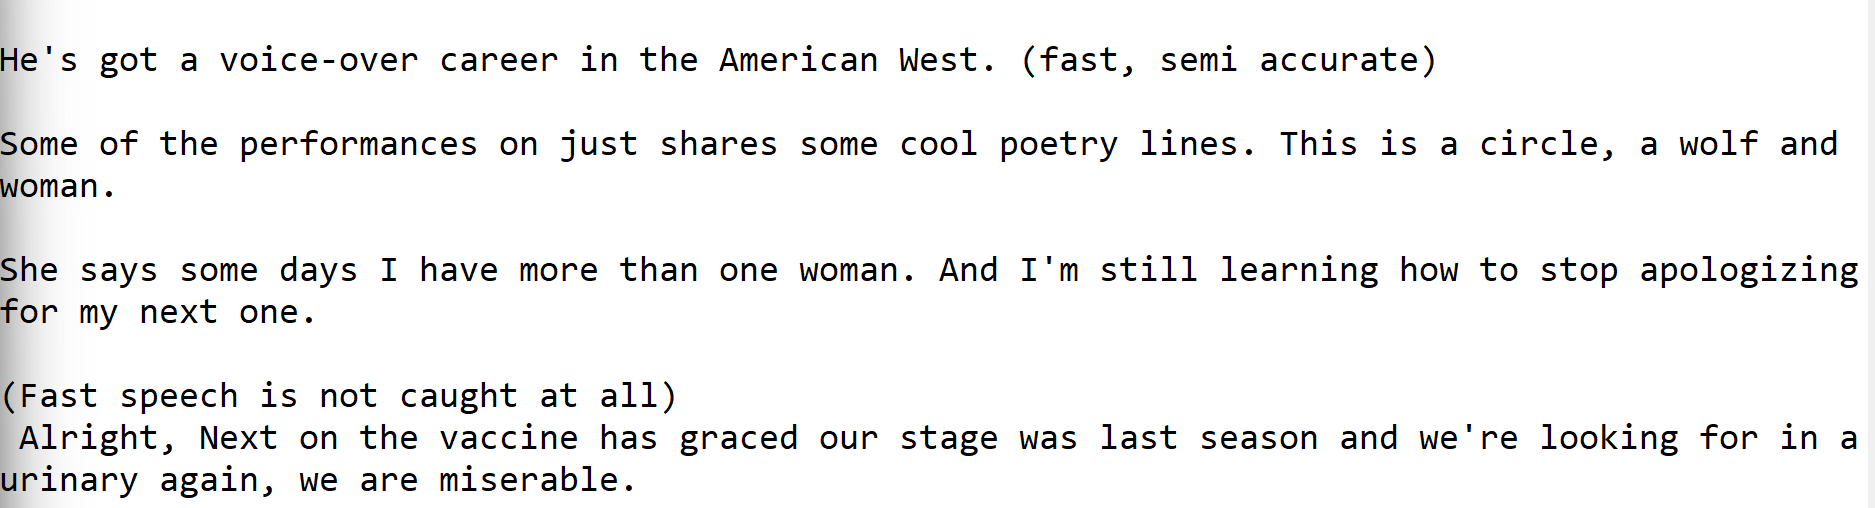 He's got a voice-over career in the American West. (fast, semi accurate)
Some of the performances on just shares some cool poetry lines. This is a circle, a wolf and
woman.
She says some days I have more than one woman. And I'm still learning how to stop apologizing
for my next one.
(Fast speech is not caught at all)
Alright, Next on the vaccine has graced our stage was last season and we're looking for in a
urinary again, we are miserable.